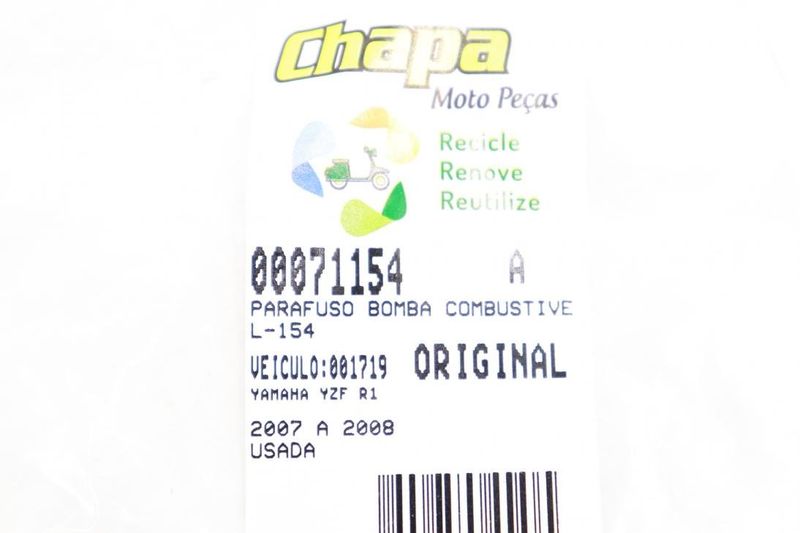 Chapa
Moto Peças
Recicle
Renove
Reutilize
00071154 A
PARAFUSO BOMBA COMBUSTIVE
L-154
VEICULO:001719 ORIGINAL
YAMAHA YZF R1
2007 A 2008
USADA